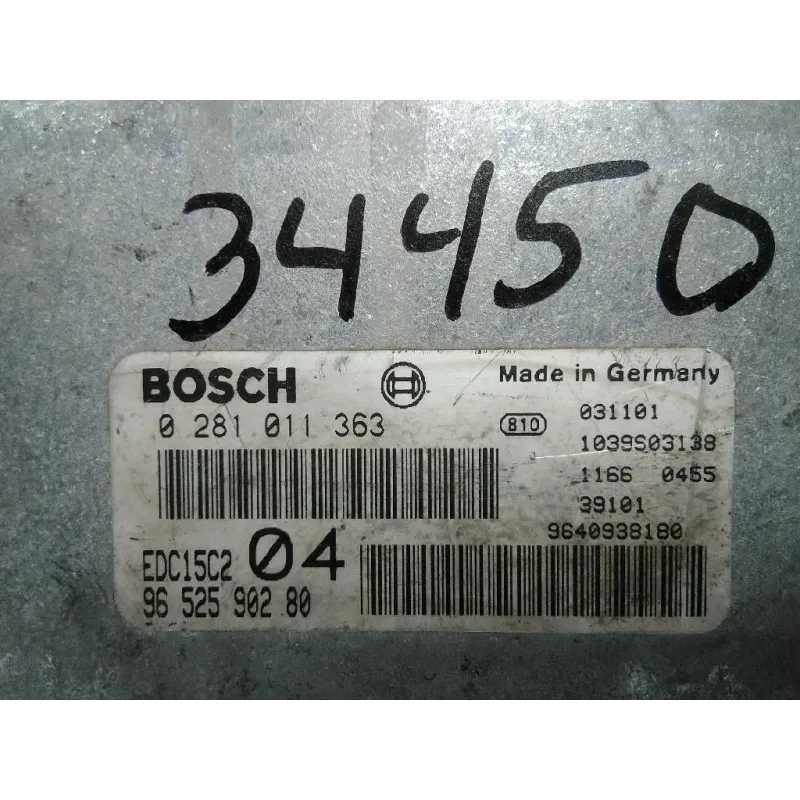 34450
BOSCH
Made in Germany
0 281 011 363
810
031101
1039S03138
1166 0455
39101
9640938180
EDC15C2 04
96 525 902 80